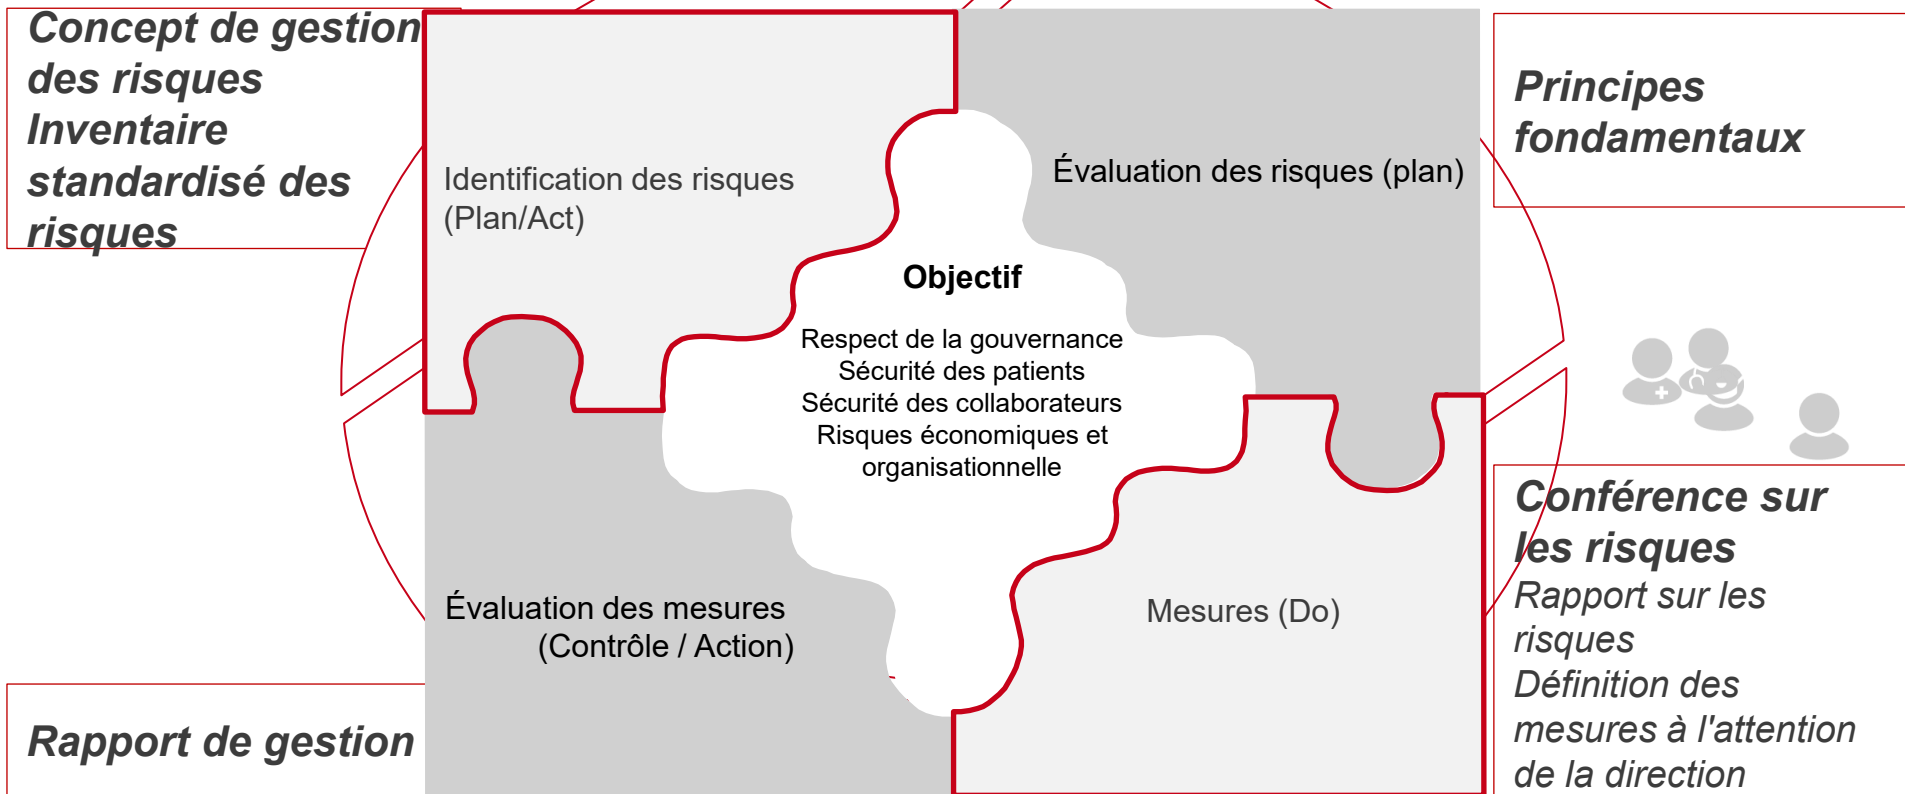 Concept de gestion
des risques
Inventaire
standardisé des
risques
Identification des risques
(Plan/Act)
Évaluation des risques (plan)
Principes
fondamentaux
Objectif
Respect de la gouvernance
Sécurité des patients
Sécurité des collaborateurs
Risques économiques et
organisationnelle
Évaluation des mesures
(Contrôle / Action)
Mesures (Do)
Rapport de gestion
Conférence sur
les risques
Rapport sur les
risques
Définition des
mesures à l'attention
de la direction